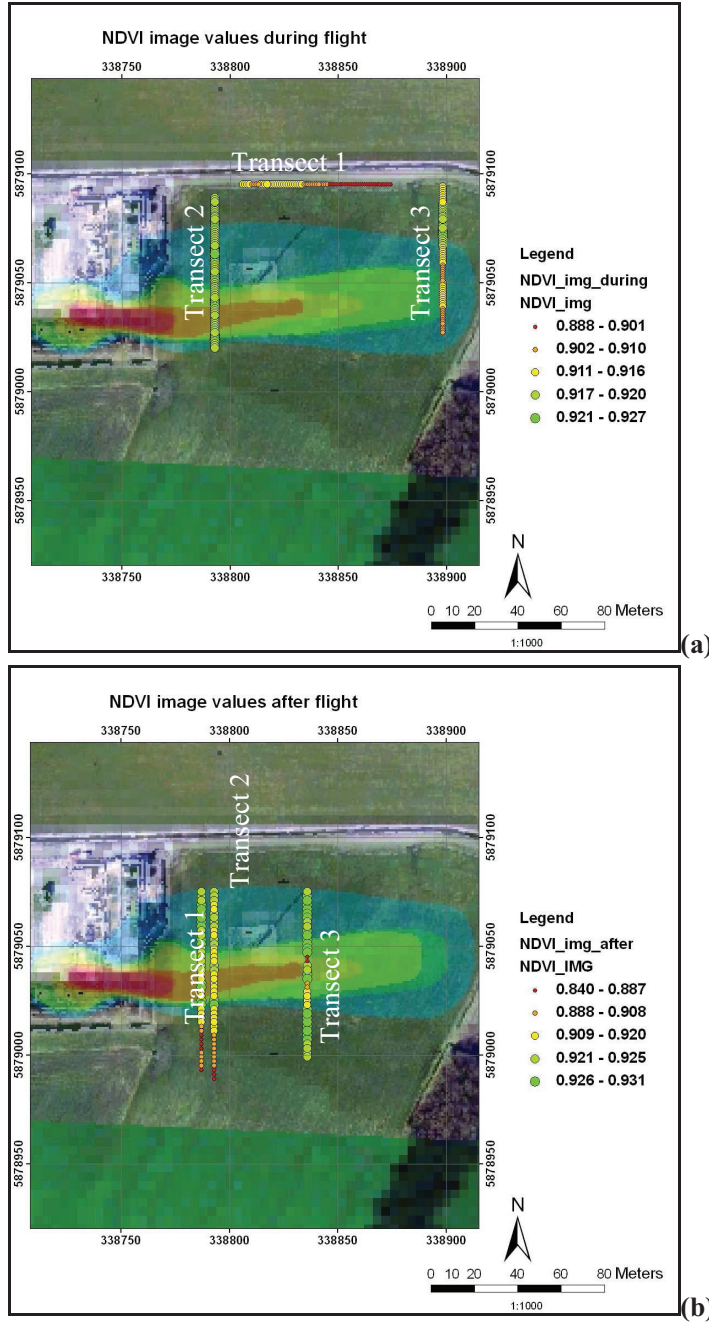 NDVI image values during flight
338750 338800 338850 338900
5879100 5879050 5879000 5878950
Transect 1
Transect 2
Transect 3
5879100 5879050 5879000 5878950
338750 338800 338850 338900
Legend
NDVI_img_during
NDVI_img
0.888 - 0.901
0.902 - 0.910
0.911 - 0.916
0.917 - 0.920
0.921 - 0.927
N
0 10 20 40 60 80 Meters
1:1000
(a)
NDVI image values after flight
338750 338800 338850 338900
5879100 5879050 5879000 5878950
Transect 2
Transect 1
Transect 3
5879100 5879050 5879000 5878950
338750 338800 338850 338900
Legend
NDVI_img_after
NDVI_IMG
0.840 - 0.887
0.888 - 0.908
0.909 - 0.920
0.921 - 0.925
0.926 - 0.931
N
0 10 20 40 60 80 Meters
1:1000
(b)